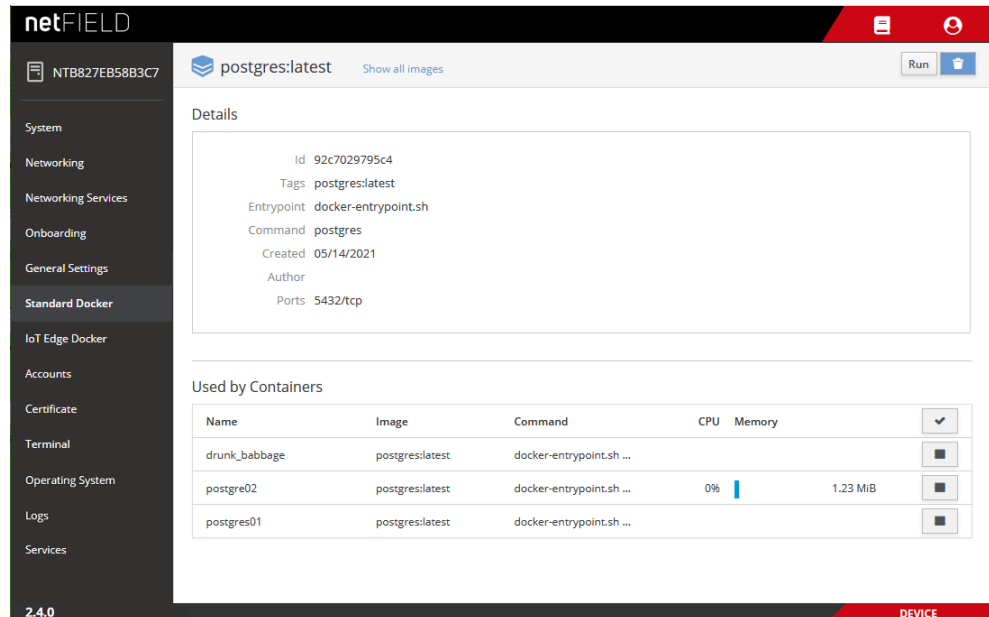 netFIELD
NTB827EB58B3C7
postgres:latest Show all images Run
System
Networking
Networking Services
Onboarding
General Settings
Standard Docker
IoT Edge Docker
Accounts
Certificate
Terminal
Operating System
Logs
Services
2.4.0
Details
Id 92c7029795c4
Tags postgres:latest
Entrypoint docker-entrypoint.sh
Command postgres
Created 05/14/2021
Author
Ports 5432/tcp
Used by Containers
Name Image Command CPU Memory
drunk_babbage postgres:latest docker-entrypoint.sh ...
postgre02 postgres:latest docker-entrypoint.sh ... 0% 1.23 MiB
postgres01 postgres:latest docker-entrypoint.sh ...
DEVICE